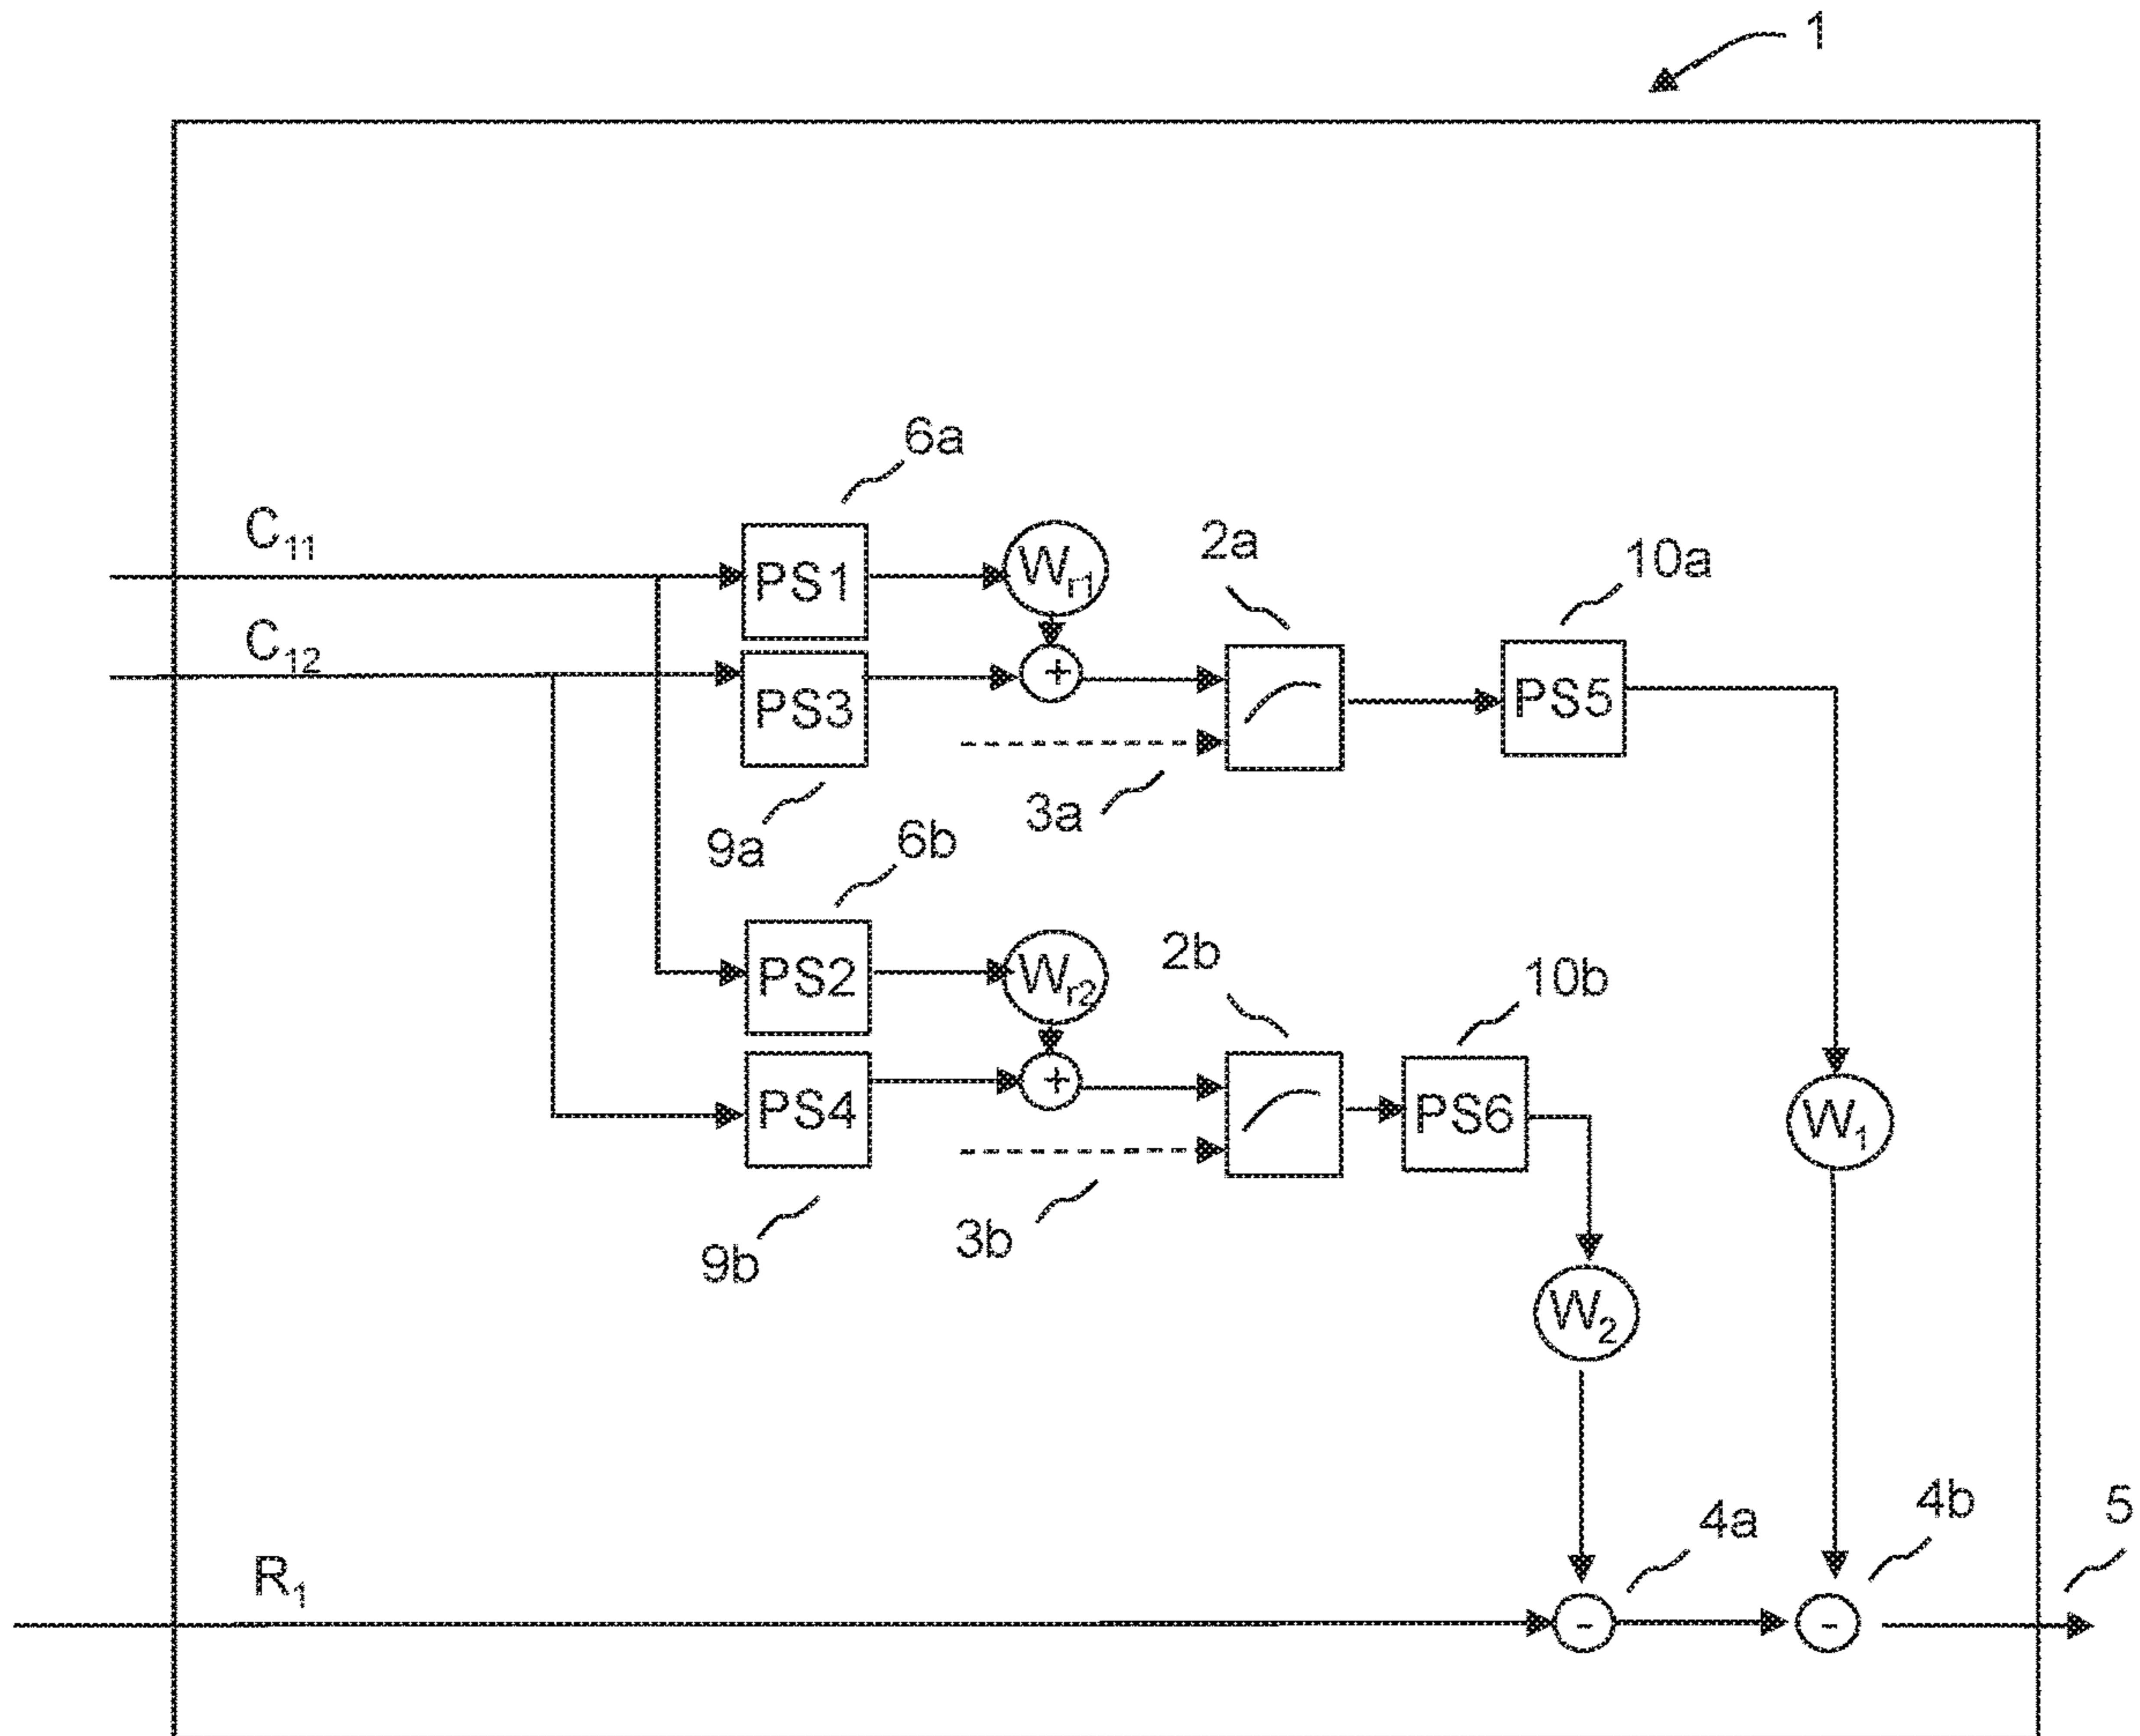 1
6a
C11
PS1
Wr1
2a
10a
C12
PS3
+
PS5
9a
3a
6b
PS2
Wr2
2b
10b
PS4
+
PS6
W1
9b
3b
W2
4a
4b
5
R1
-
-